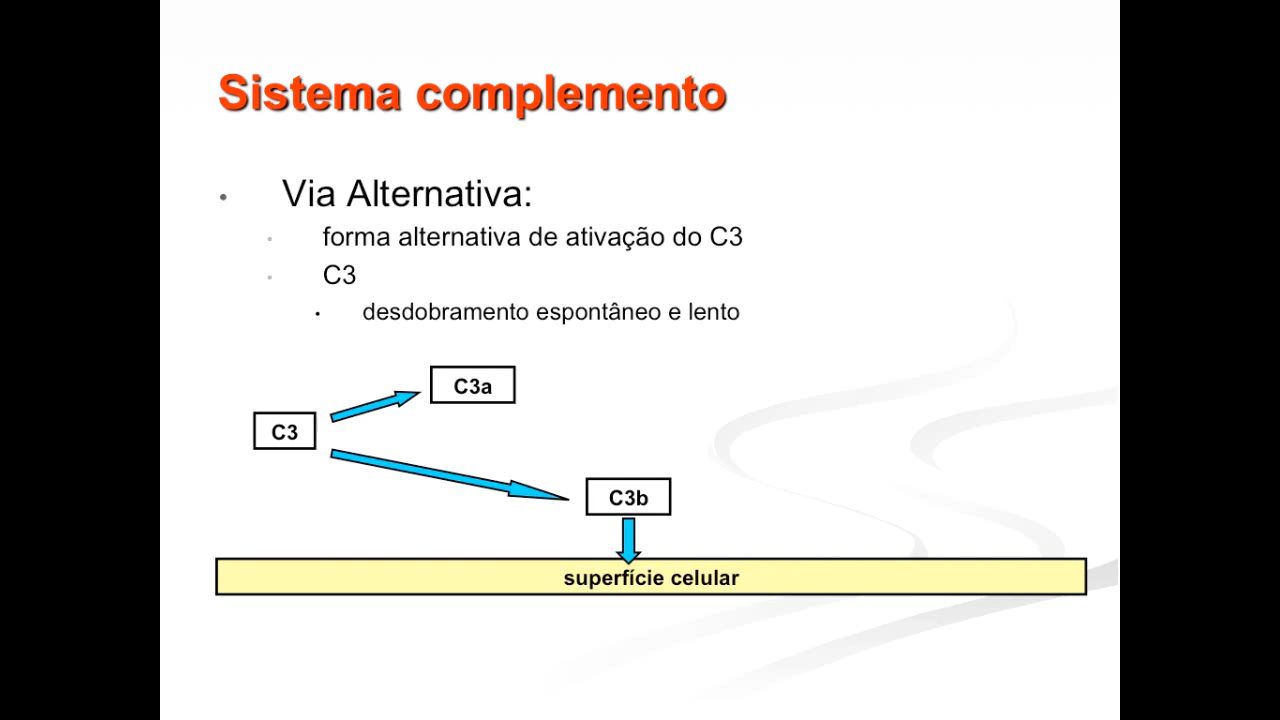 Sistema complemento
• Via Alternativa:
• forma alternativa de ativação do C3
• C3
• desdobramento espontâneo e lento
C3a
C3
C3b
superfície celular